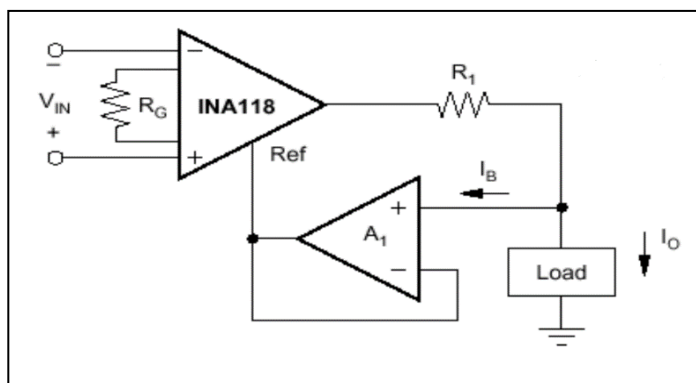 −
V_IN
+
R_G
−
INA118
+
Ref
R_1
I_B
+
A_1
−
I_O
Load